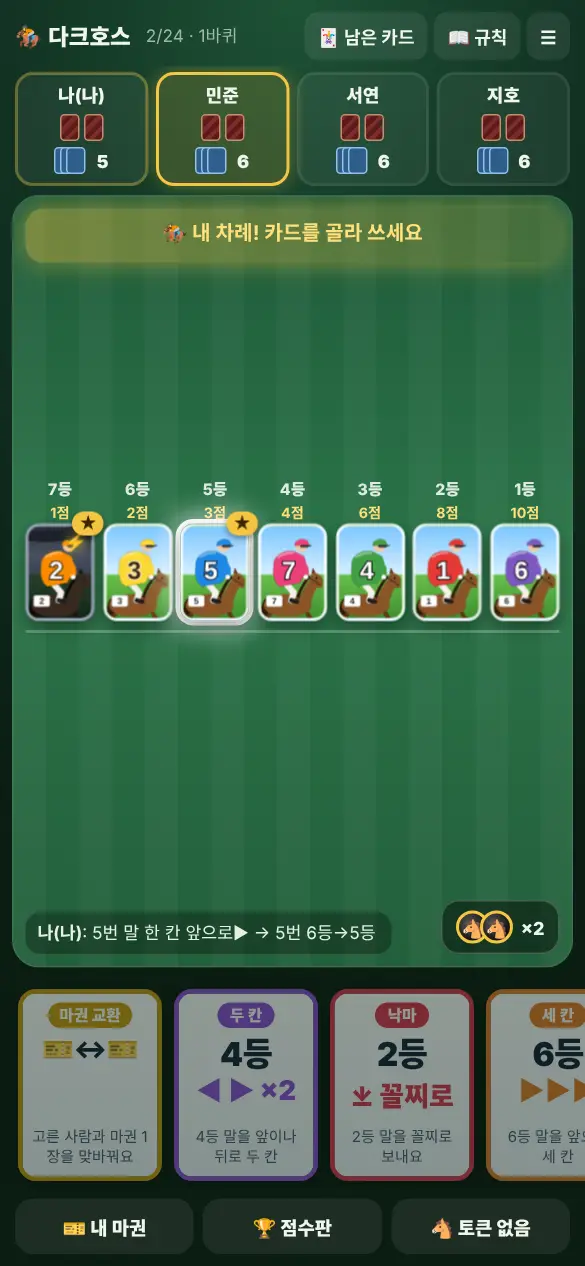 다크호스 2/24 · 1바퀴 남은 카드 규칙
나(나) 민준 서연 지호
5 6 6 6
내 차례! 카드를 골라 쓰세요
7등 6등 5등 4등 3등 2등 1등
1점 2점 3점 4점 6점 8점 10점
2 3 5 7 4 1 6
2 3 5 7 4 1 6
나(나): 5번 말 한 칸 앞으로▶ → 5번 6등→5등
×2
마권 교환
↔
고른 사람과 마권 1
장을 맞바꿔요
두 칸
4등
◀ ▶ ×2
4등 말을 앞이나
뒤로 두 칸
낙마
2등
꼴찌로
2등 말을 꼴찌로
보내요
세 칸
6등
▶▶▶
6등 말을
세 칸
내 마권 점수판 토큰 없음